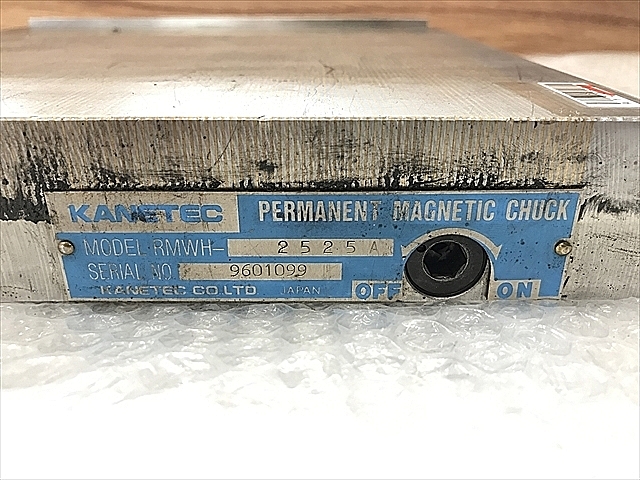 KANETEC PERMANENT MAGNETIC CHUCK
MODEL RMWH- 2525A
SERIAL NO. 9601099
KANETEC CO.LTD JAPAN OFF ON